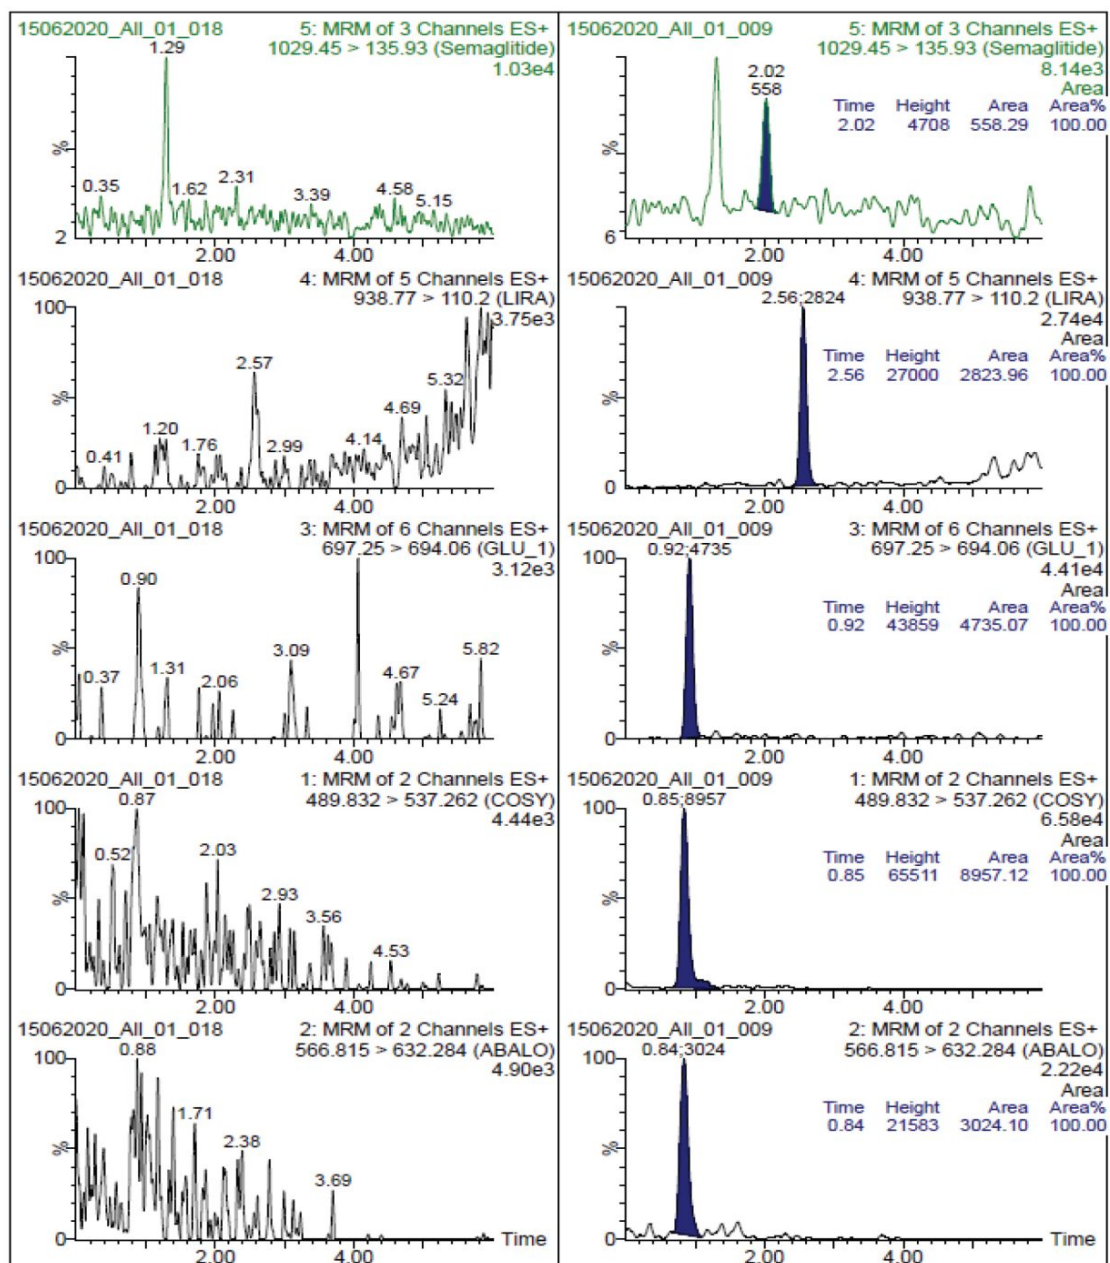 15062020_All_01_018
5: MRM of 3 Channels ES+
1029.45 > 135.93 (Semaglitide)
1.03e4
1.29
%
0.35
1.62
2.31
3.39
4.58
5.15
2
2.00
4.00
15062020_All_01_009
5: MRM of 3 Channels ES+
1029.45 > 135.93 (Semaglitide)
8.14e3
Area
2.02
558
Time Height Area Area%
2.02 4708 558.29 100.00
%
6
2.00
4.00
15062020_All_01_018
4: MRM of 5 Channels ES+
938.77 > 110.2 (LIRA)
3.75e3
100
%
0
0.41
1.20
1.76
2.57
2.99
4.14
4.69
5.32
2.00
4.00
15062020_All_01_009
4: MRM of 5 Channels ES+
938.77 > 110.2 (LIRA)
2.74e4
Area
2.56;2824
Time Height Area Area%
2.56 27000 2823.96 100.00
100
%
0
2.00
4.00
15062020_All_01_018
3: MRM of 6 Channels ES+
697.25 > 694.06 (GLU_1)
3.12e3
100
%
0
0.37
0.90
1.31
2.06
3.09
4.67
5.24
5.82
2.00
4.00
15062020_All_01_009
3: MRM of 6 Channels ES+
697.25 > 694.06 (GLU_1)
4.41e4
Area
0.92;4735
Time Height Area Area%
0.92 43859 4735.07 100.00
100
%
0
2.00
4.00
15062020_All_01_018
1: MRM of 2 Channels ES+
489.832 > 537.262 (COSY)
4.44e3
100
%
0
0.52
0.87
2.03
2.93
3.56
4.53
2.00
4.00
15062020_All_01_009
1: MRM of 2 Channels ES+
489.832 > 537.262 (COSY)
6.58e4
Area
0.85;8957
Time Height Area Area%
0.85 65511 8957.12 100.00
100
%
0
2.00
4.00
15062020_All_01_018
2: MRM of 2 Channels ES+
566.815 > 632.284 (ABALO)
4.90e3
100
%
0
0.88
1.71
2.38
3.69
Time
2.00
4.00
15062020_All_01_009
2: MRM of 2 Channels ES+
566.815 > 632.284 (ABALO)
2.22e4
Area
0.84;3024
Time Height Area Area%
0.84 21583 3024.10 100.00
100
%
0
Time
2.00
4.00